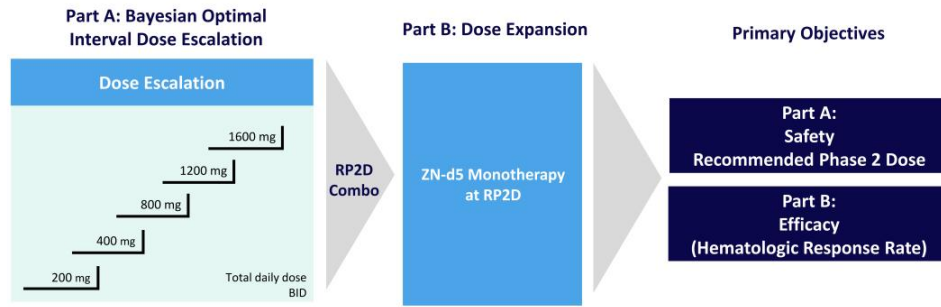 Part A: Bayesian Optimal
Interval Dose Escalation
Dose Escalation
1600 mg
1200 mg
800 mg
400 mg
200 mg
Total daily dose
BID
RP2D
Combo
Part B: Dose Expansion
ZN-d5 Monotherapy
at RP2D
Primary Objectives
Part A:
Safety
Recommended Phase 2 Dose
Part B:
Efficacy
(Hematologic Response Rate)